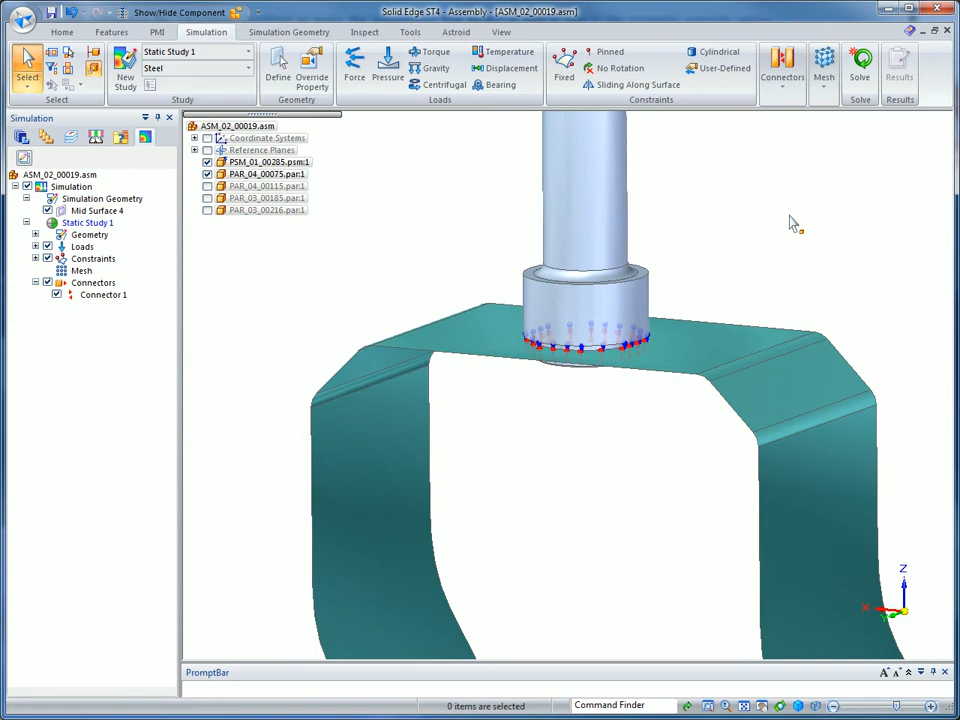 Show/Hide Component
Solid Edge ST4 - Assembly - [ASM_02_00019.asm]
Home
Features
PMI
Assembly
Simulation
Simulation Geometry
Inspect
Tools
Astroid
View
Select
Select
New Study
Static Study 1
Steel
Study
Define
Override Property
Geometry
Force
Pressure
Torque
Gravity
Centrifugal
Temperature
Displacement
Bearing
Loads
Fixed
Pinned
No Rotation
Sliding Along Surface
Cylindrical
User-Defined
Constraints
Connectors
Mesh
Solve
Solve
Results
Results
Simulation
ASM_02_00019.asm
Simulation
Simulation Geometry
Mid Surface 4
Static Study 1
Geometry
Loads
Constraints
Mesh
Connectors
Connector 1
ASM_02_00019.asm
Coordinate Systems
Reference Planes
PSM_01_00285.psm:1
PAR_04_00075.par:1
PAR_04_00115.par:1
PAR_03_00185.par:1
PAR_03_00216.par:1
Z
X
Y
PromptBar
0 items are selected
Command Finder